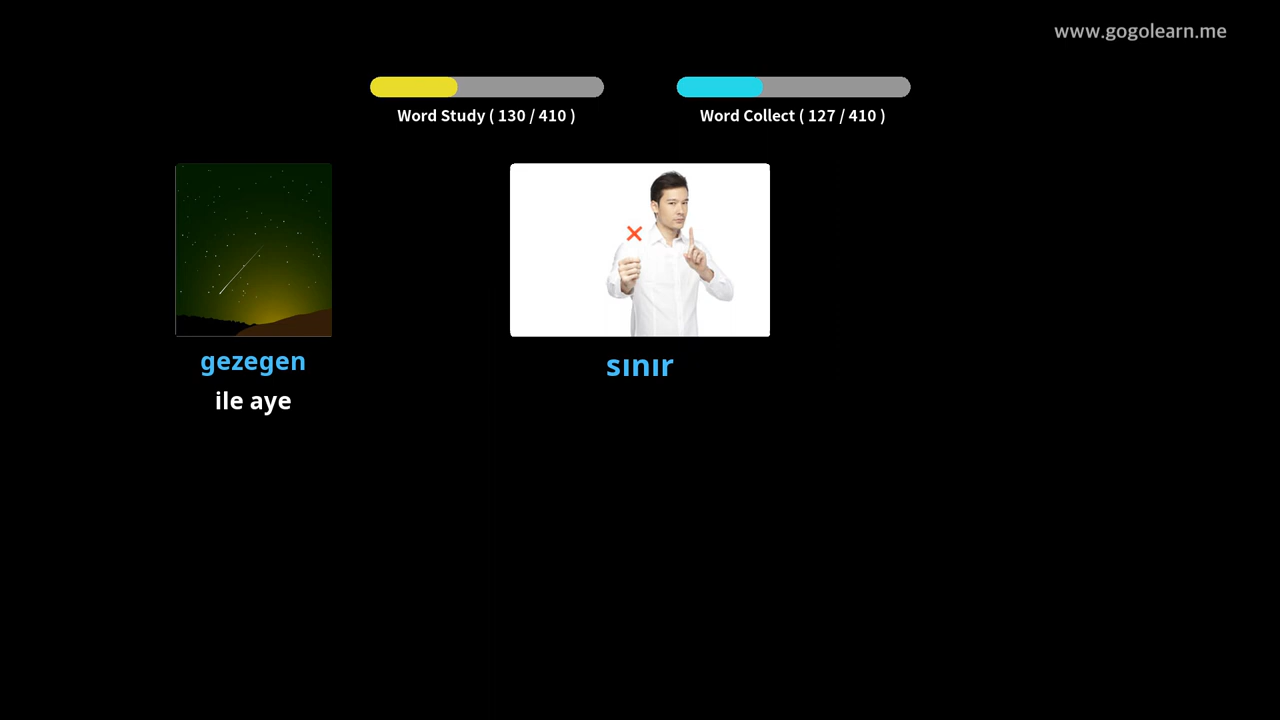 www.gogolearn.me
Word Study ( 130 / 410 )
Word Collect ( 127 / 410 )
gezegen
ile aye
sınır